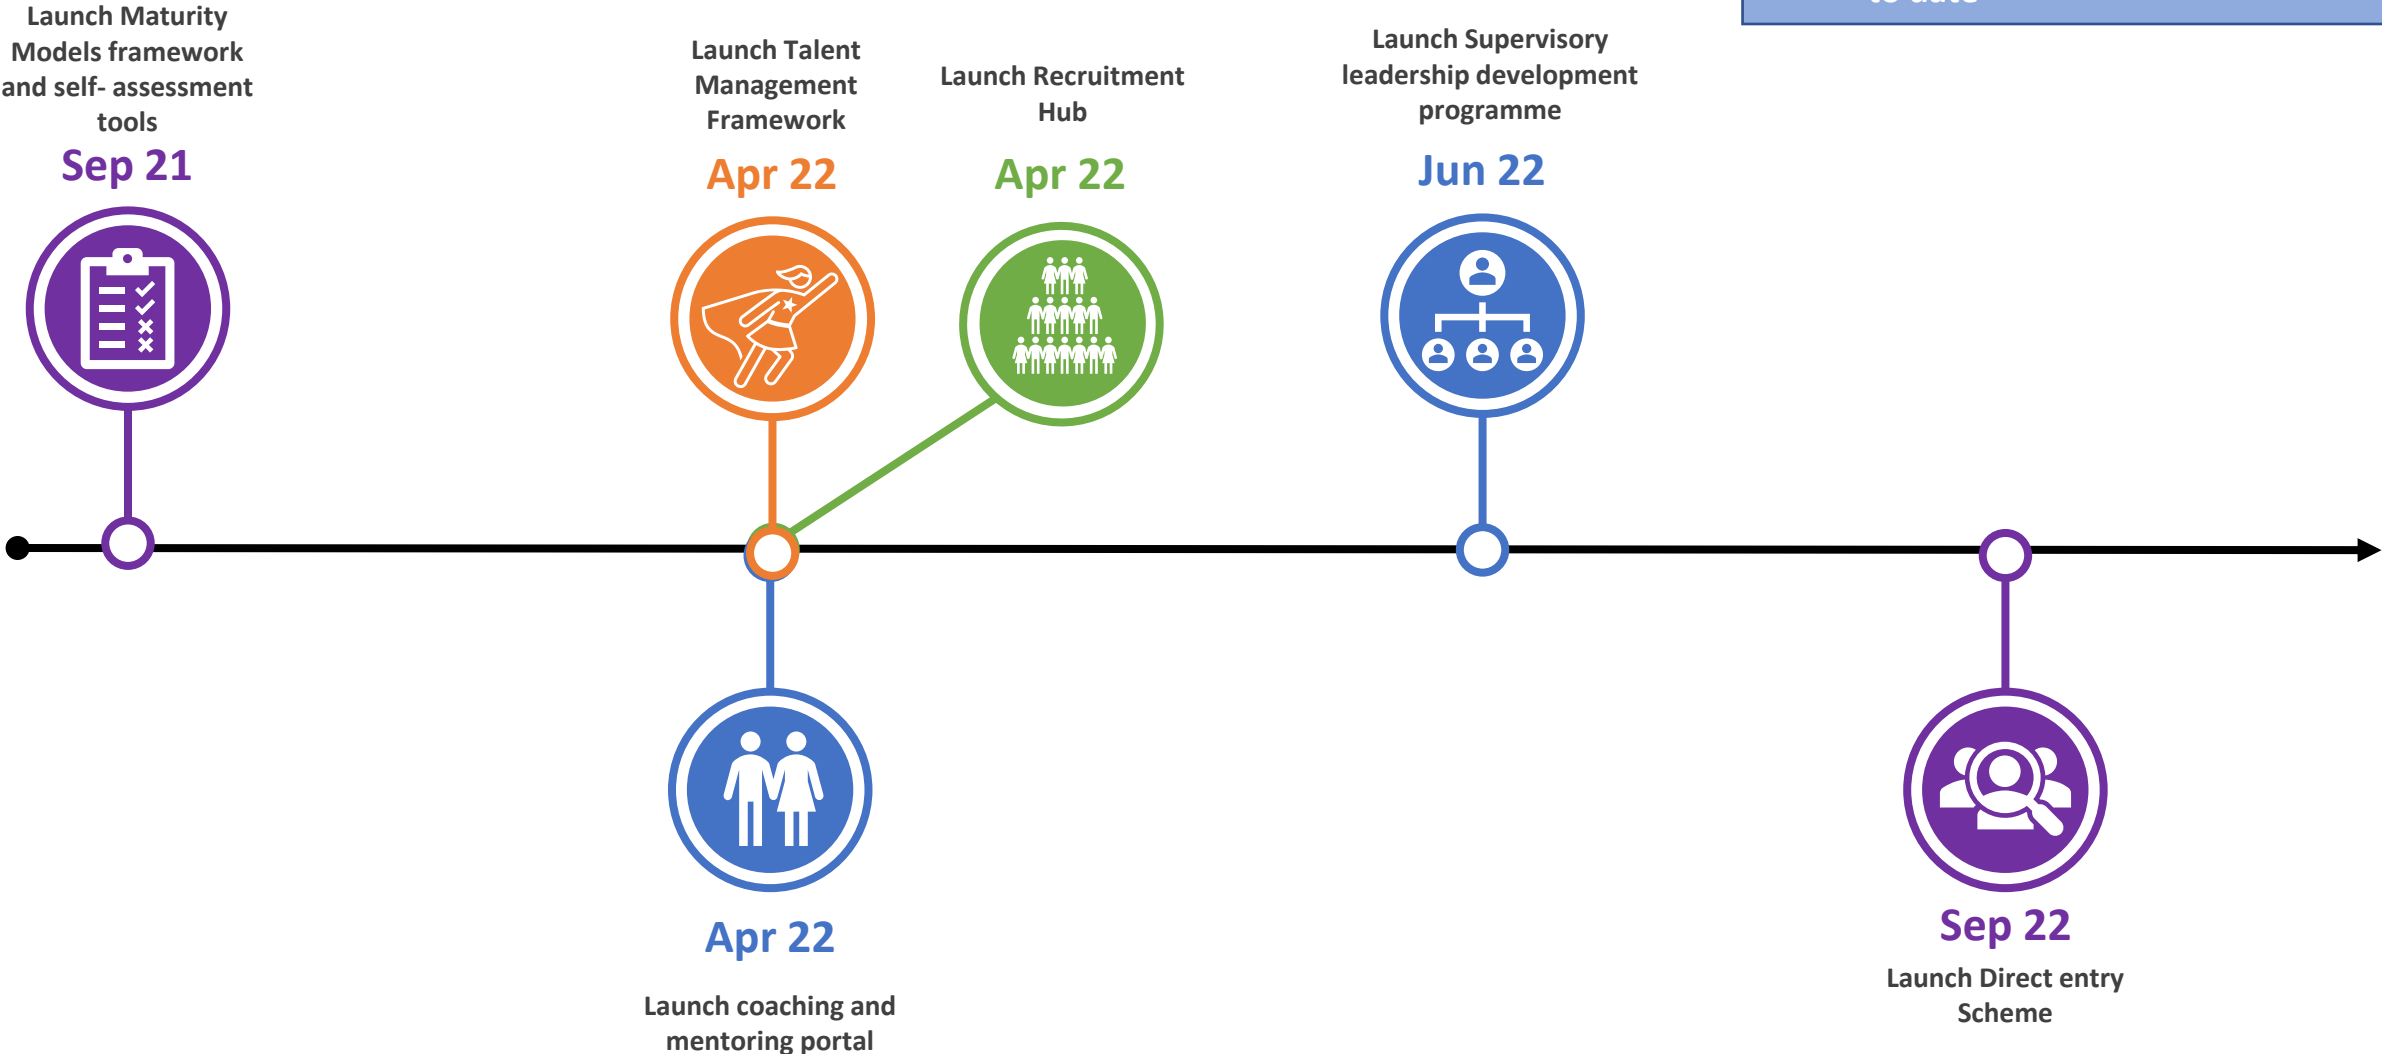 to date
Launch Maturity
Models framework
and self- assessment
tools
Sep 21
Launch Talent
Management
Framework
Apr 22
Launch Recruitment
Hub
Apr 22
Launch Supervisory
leadership development
programme
Jun 22
Apr 22
Launch coaching and
mentoring portal
Sep 22
Launch Direct entry
Scheme